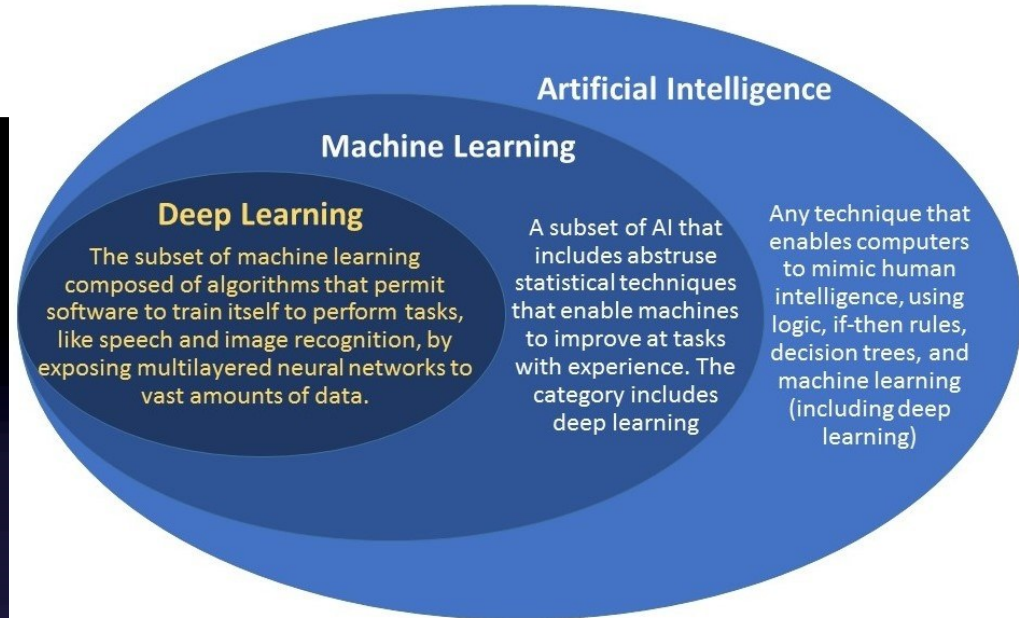 Artificial Intelligence
Machine Learning
Deep Learning
The subset of machine learning
composed of algorithms that permit
software to train itself to perform tasks,
like speech and image recognition, by
exposing multilayered neural networks to
vast amounts of data.
A subset of AI that
includes abstruse
statistical techniques
that enable machines
to improve at tasks
with experience. The
category includes
deep learning
Any technique that
enables computers
to mimic human
intelligence, using
logic, if-then rules,
decision trees, and
machine learning
(including deep
learning)